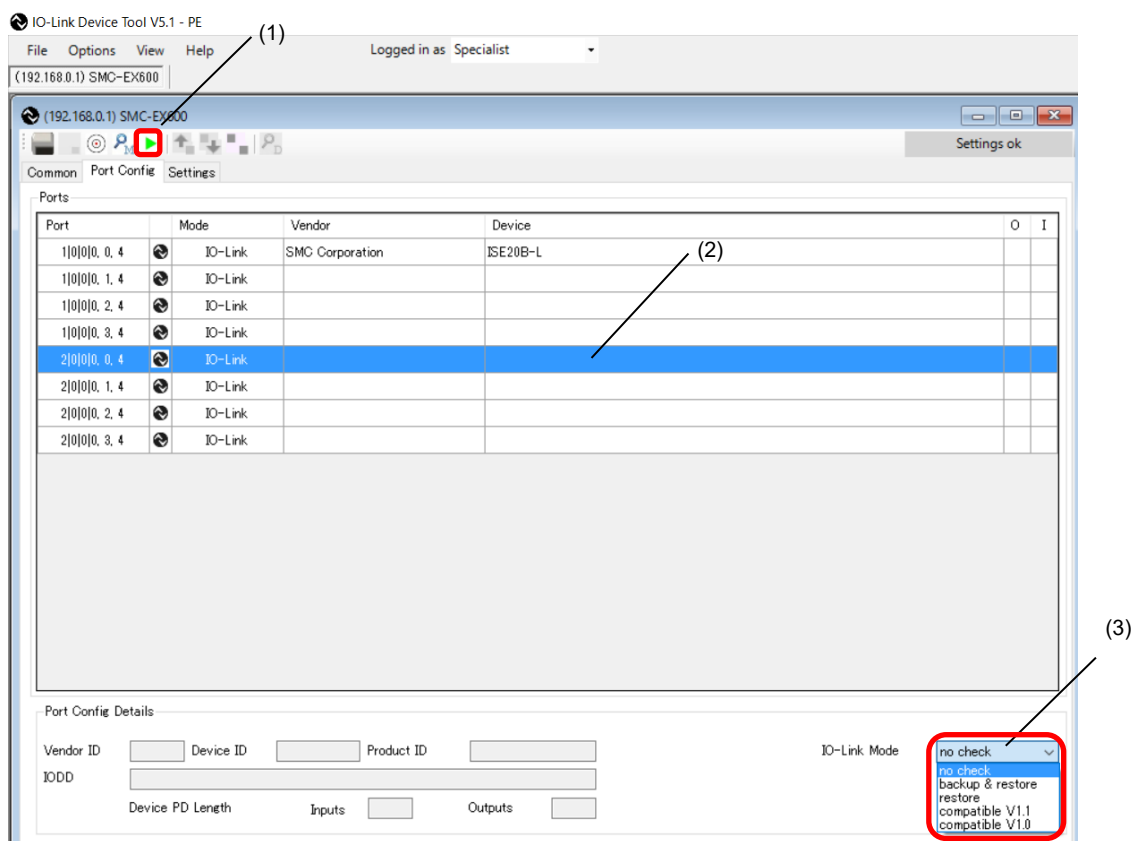 IO-Link Device Tool V5.1 - PE
(1)
File Options View Help Logged in as Specialist
(192.168.0.1) SMC-EX600
(192.168.0.1) SMC-EX600
M D Settings ok
Common Port Config Settings
Ports
Port Mode Vendor Device O I
1|0|0|0, 0, 4 IO-Link SMC Corporation ISE20B-L
(2)
1|0|0|0, 1, 4 IO-Link
1|0|0|0, 2, 4 IO-Link
1|0|0|0, 3, 4 IO-Link
2|0|0|0, 0, 4 IO-Link
2|0|0|0, 1, 4 IO-Link
2|0|0|0, 2, 4 IO-Link
2|0|0|0, 3, 4 IO-Link
(3)
Port Config Details
Vendor ID Device ID Product ID IO-Link Mode no check
no check
IODD
backup & restore
restore
Device PD Length Inputs Outputs
compatible V1.1
compatible V1.0